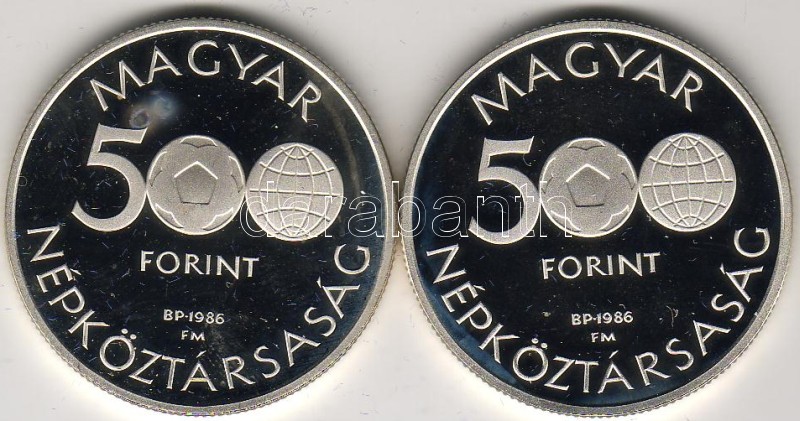 MAGYAR
500
FORINT
BP·1986
FM
NÉPKÖZTÁRSASÁG
MAGYAR
500
FORINT
BP·1986
FM
NÉPKÖZTÁRSASÁG
darabanth